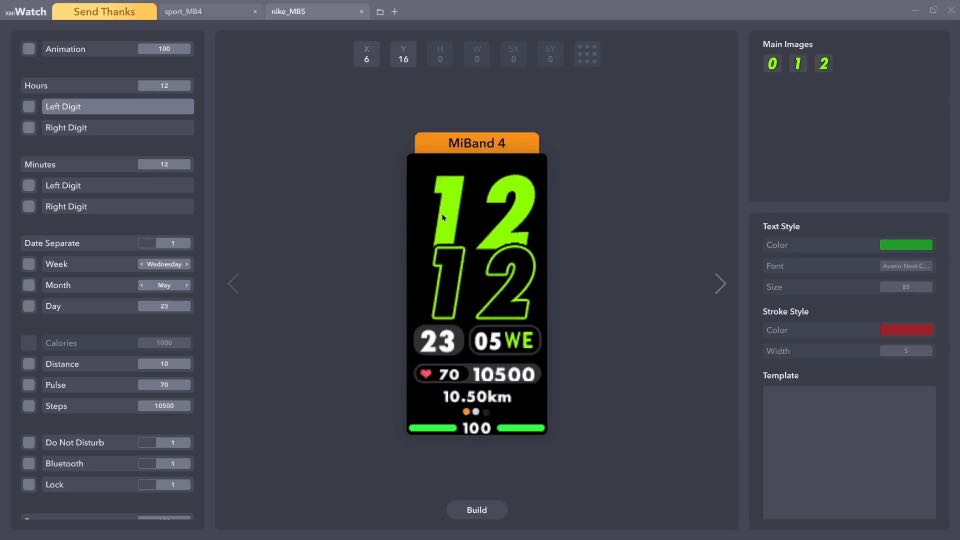 XMiWatch
Send Thanks
sport_MB4
nike_MB5
Animation 100
Hours 12
Left Digit
Right Digit
Minutes 12
Left Digit
Right Digit
Date Separate 1
Week Wednesday
Month May
Day 23
Calories 1000
Distance 10
Pulse 70
Steps 10500
Do Not Disturb 1
Bluetooth 1
Lock 1
X Y H W SX SY
6 16 0 0 0 0
MiBand 4
12
12
23 05WE
70 10500
10.50km
100
Build
Main Images
0 1 2
Text Style
Color
Font Avenir Next C...
Size 88
Stroke Style
Color
Width 5
Template